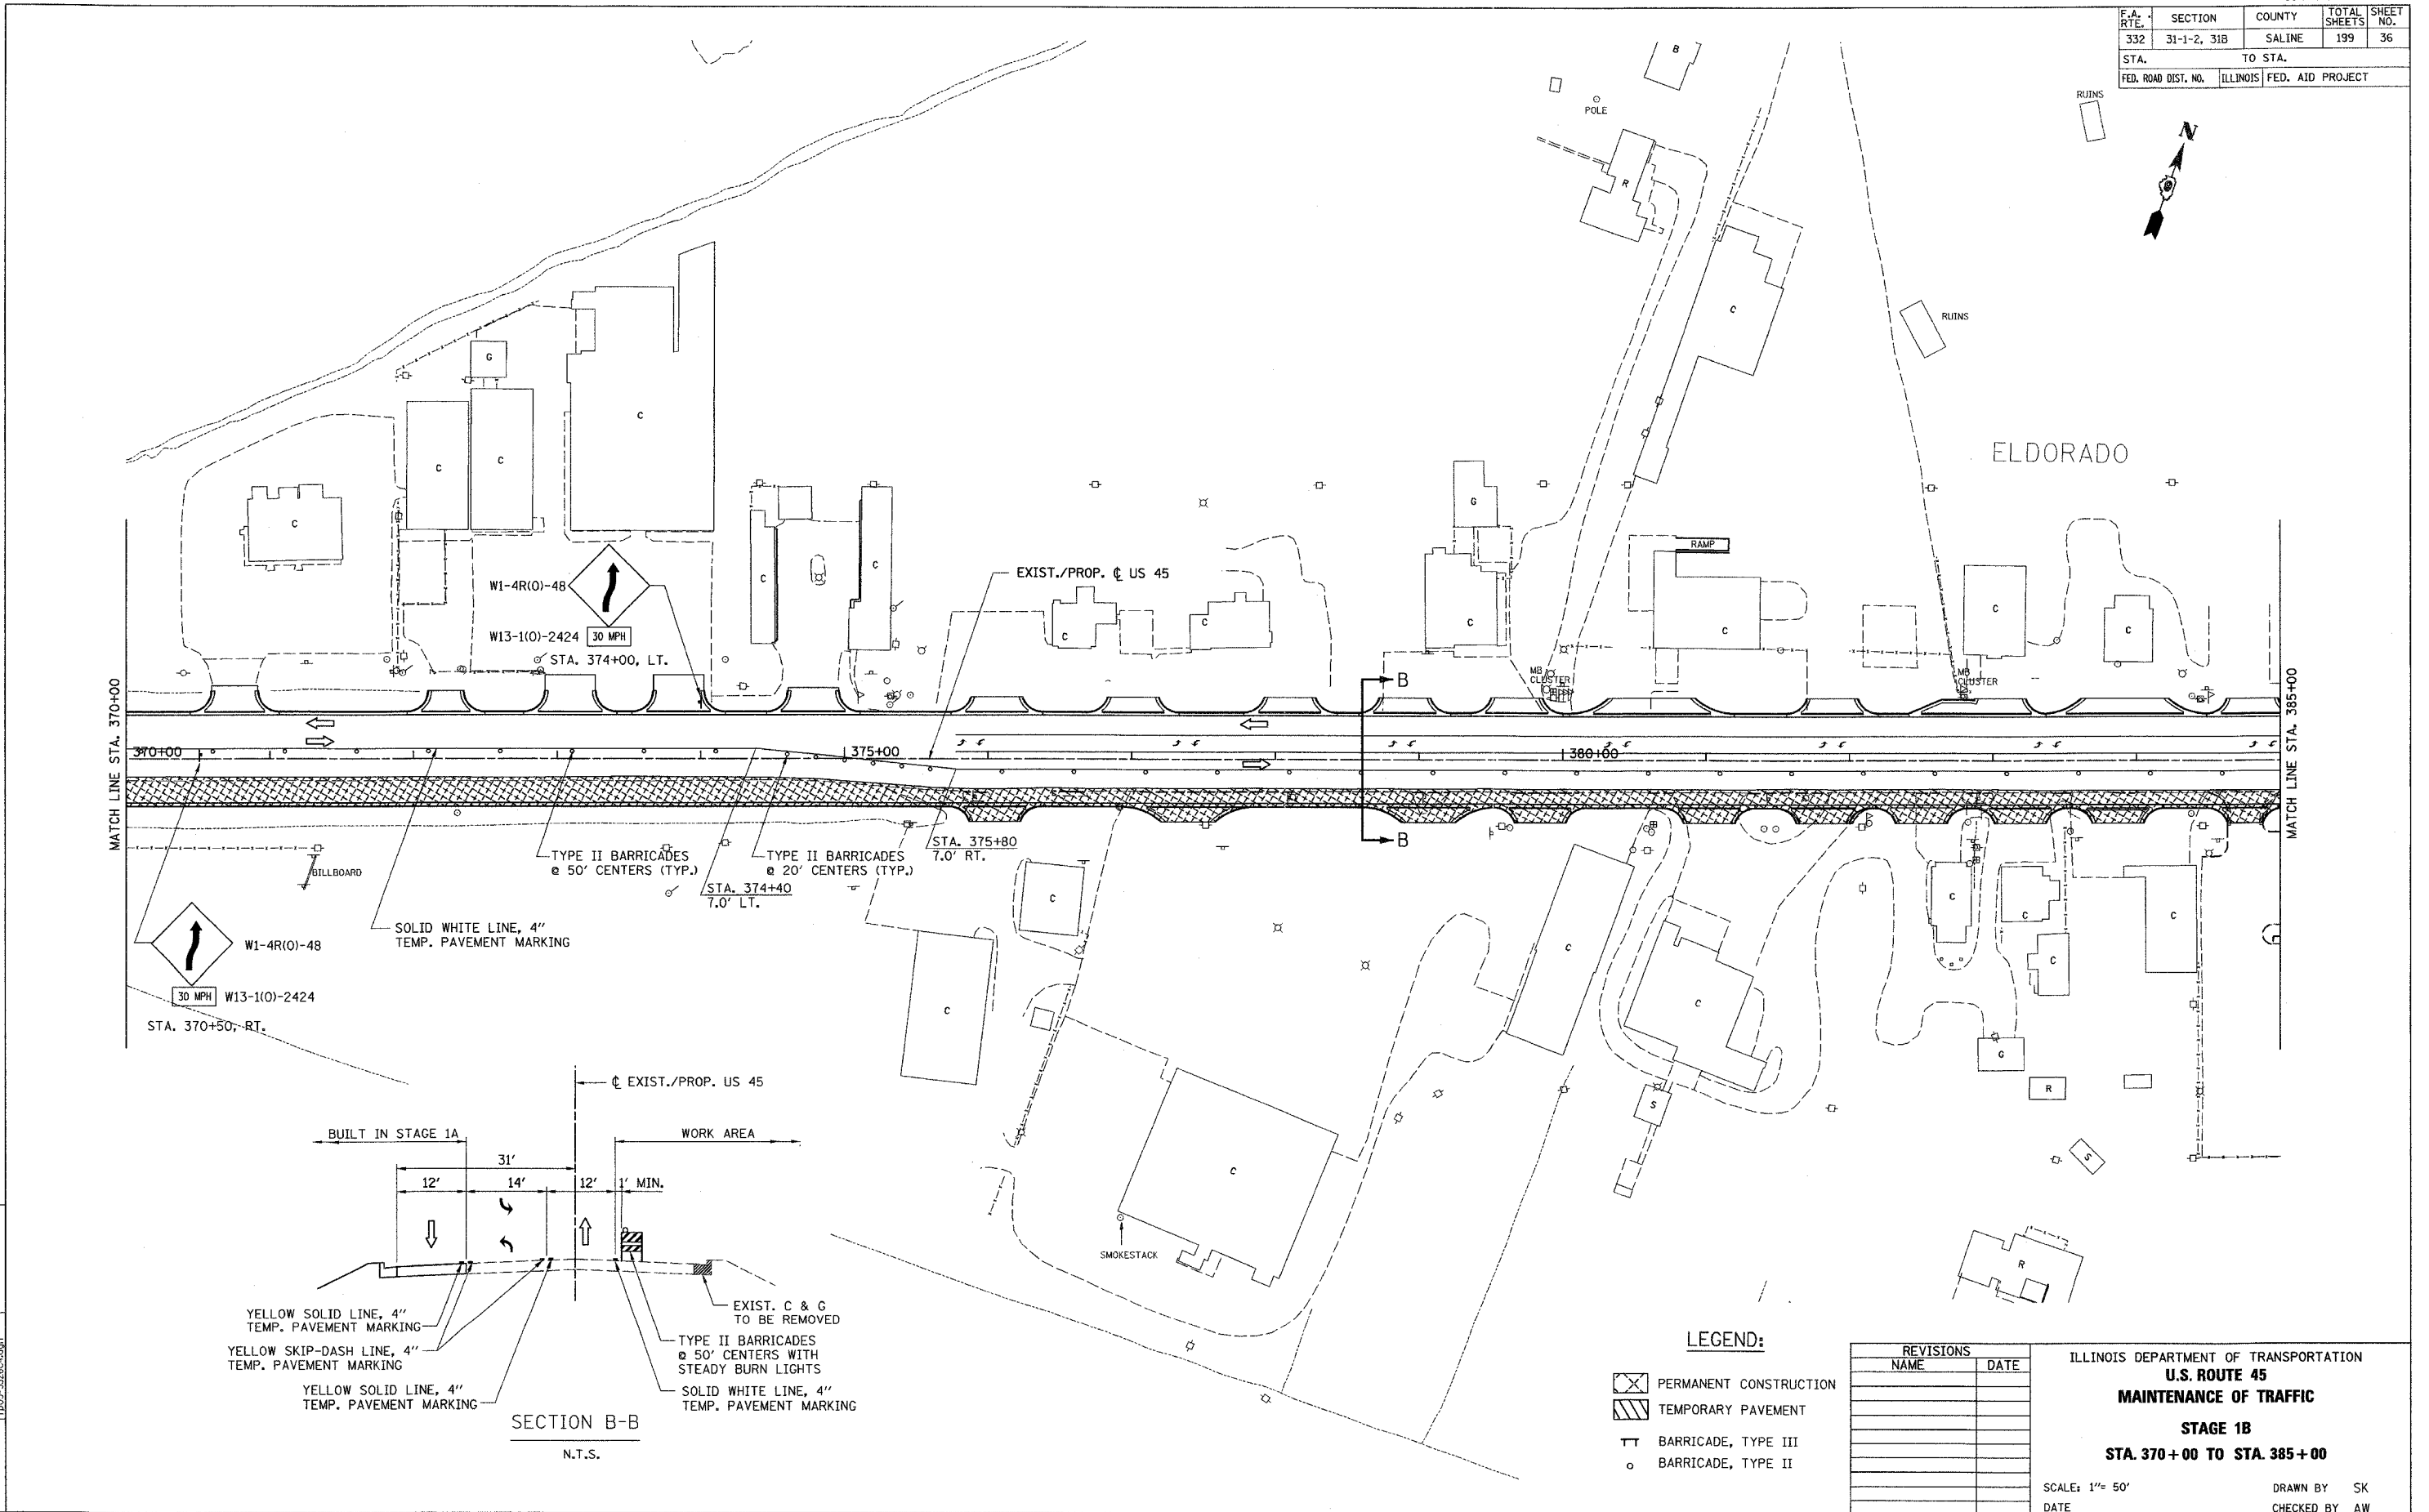 F.A. RTE. SECTION COUNTY TOTAL SHEETS SHEET NO.
332 31-1-2, 31B SALINE 199 36
STA. TO STA.
FED. ROAD DIST. NO. ILLINOIS FED. AID PROJECT
RUINS
N
B
POLE
R
C
RUINS
G
C
C
C
C
ELDORADO
G
RAMP
W1-4R(O)-48
W13-1(O)-2424 30 MPH
STA. 374+00, LT.
C
C
EXIST./PROP. ℄ US 45
C
C
C
C
C
C
MB CLUSTER
MB CLUSTER
B
MATCH LINE STA. 370+00
370+00
375+00
380+00
MATCH LINE STA. 385+00
B
BILLBOARD
TYPE II BARRICADES
@ 50' CENTERS (TYP.)
TYPE II BARRICADES
@ 20' CENTERS (TYP.)
STA. 375+80
7.0' RT.
STA. 374+40
7.0' LT.
SOLID WHITE LINE, 4"
TEMP. PAVEMENT MARKING
W1-4R(O)-48
30 MPH W13-1(O)-2424
STA. 370+50, RT.
C
C
C
C
C
C
C
C
G
R
S
S
C
SMOKESTACK
R
℄ EXIST./PROP. US 45
BUILT IN STAGE 1A
WORK AREA
31'
12' 14' 12' 1' MIN.
YELLOW SOLID LINE, 4"
TEMP. PAVEMENT MARKING
YELLOW SKIP-DASH LINE, 4"
TEMP. PAVEMENT MARKING
YELLOW SOLID LINE, 4"
TEMP. PAVEMENT MARKING
EXIST. C & G
TO BE REMOVED
TYPE II BARRICADES
@ 50' CENTERS WITH
STEADY BURN LIGHTS
SOLID WHITE LINE, 4"
TEMP. PAVEMENT MARKING
SECTION B-B
N.T.S.
LEGEND:
PERMANENT CONSTRUCTION
TEMPORARY PAVEMENT
BARRICADE, TYPE III
BARRICADE, TYPE II
REVISIONS
NAME DATE
ILLINOIS DEPARTMENT OF TRANSPORTATION
U.S. ROUTE 45
MAINTENANCE OF TRAFFIC
STAGE 1B
STA. 370+00 TO STA. 385+00
SCALE: 1"= 50'
DRAWN BY SK
DATE
CHECKED BY AW